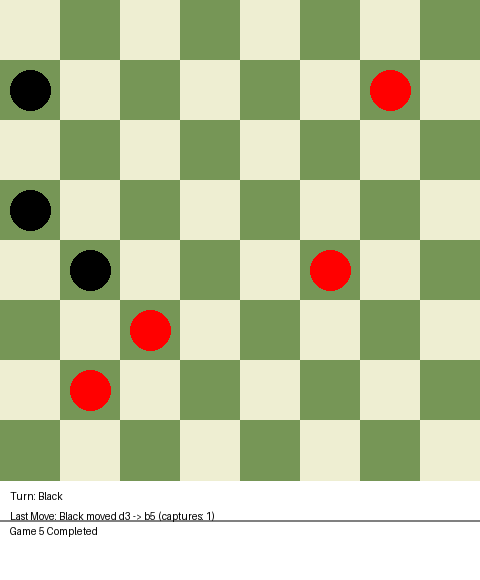 Turn: Black
Last Move: Black moved d3 -> b5 (captures: 1)
Game 5 Completed